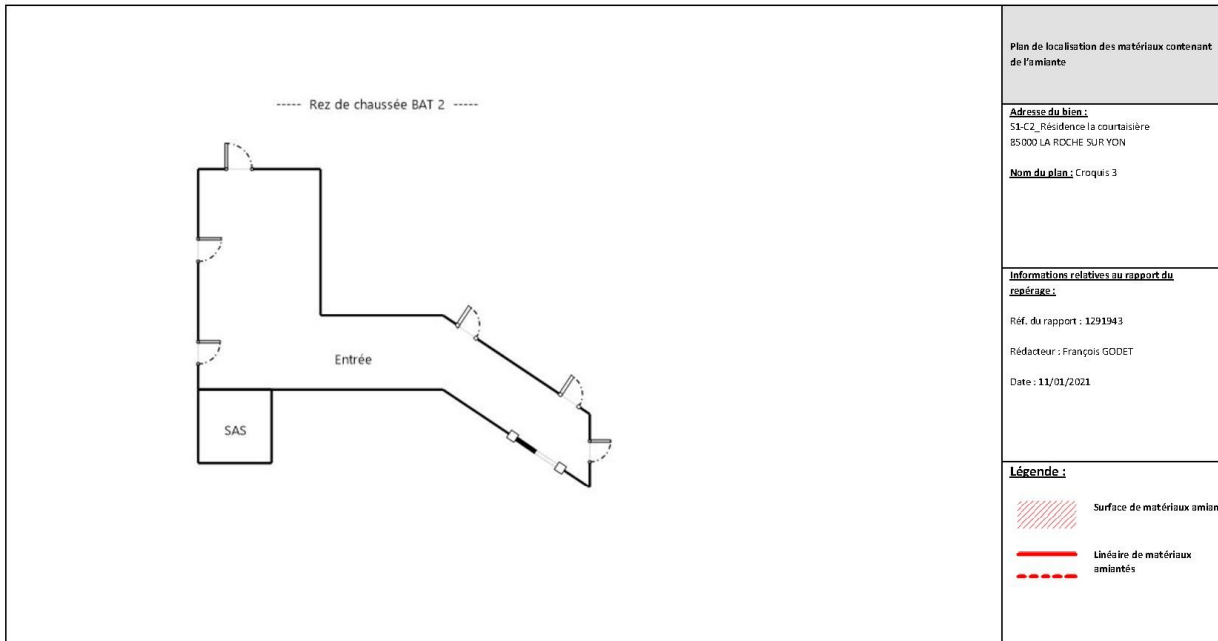 ----- Rez de chaussée BAT 2 -----
Entrée
SAS
Plan de localisation des matériaux contenant
de l'amiante
Adresse du bien :
S1-C2_Résidence la courtaisière
85000 LA ROCHE SUR YON
Nom du plan : Croquis 3
Informations relatives au rapport du
repérage :
Réf. du rapport : 1291943
Rédacteur : François GODET
Date : 11/01/2021
Légende :
Surface de matériaux amian
Linéaire de matériaux
amiantés